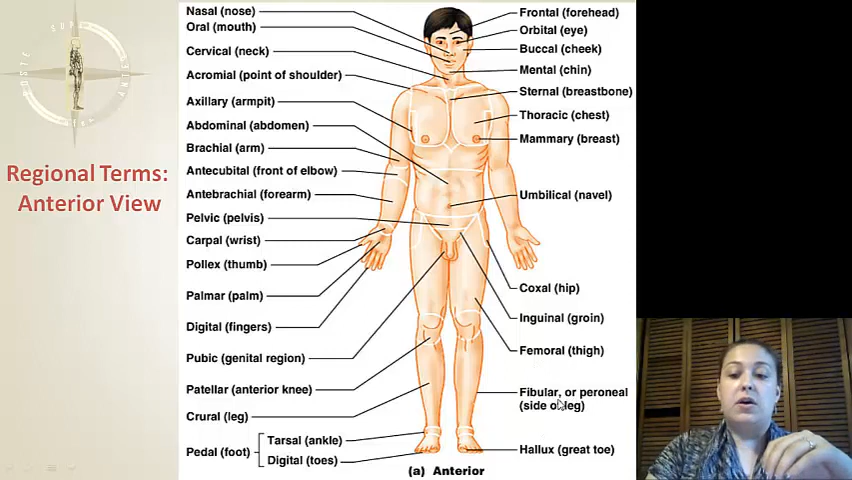 Regional Terms:
Anterior View
Nasal (nose)
Oral (mouth)
Cervical (neck)
Acromial (point of shoulder)
Axillary (armpit)
Abdominal (abdomen)
Brachial (arm)
Antecubital (front of elbow)
Antebrachial (forearm)
Pelvic (pelvis)
Carpal (wrist)
Pollex (thumb)
Palmar (palm)
Digital (fingers)
Pubic (genital region)
Patellar (anterior knee)
Crural (leg)
Pedal (foot)
Tarsal (ankle)
Digital (toes)
Frontal (forehead)
Orbital (eye)
Buccal (cheek)
Mental (chin)
Sternal (breastbone)
Thoracic (chest)
Mammary (breast)
Umbilical (navel)
Coxal (hip)
Inguinal (groin)
Femoral (thigh)
Fibular, or peroneal
(side of leg)
Hallux (great toe)
(a) Anterior